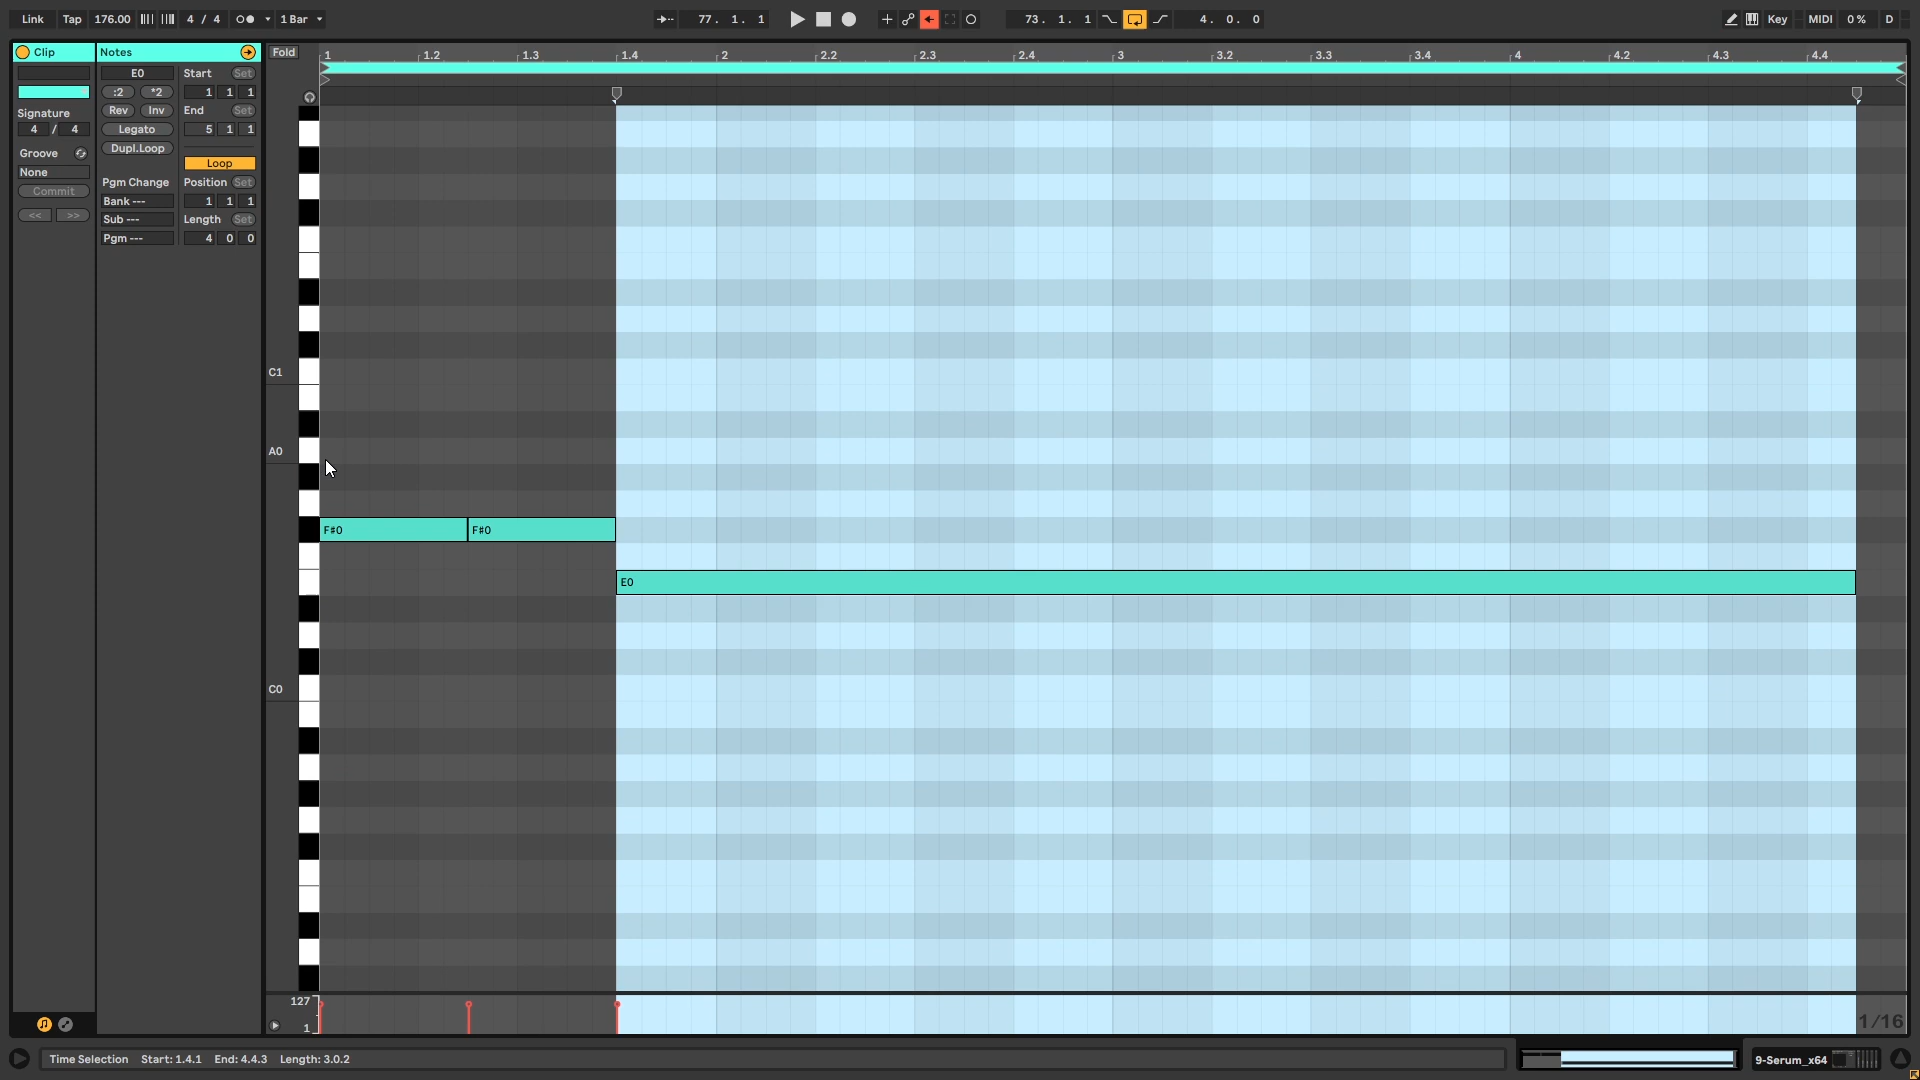 Link Tap 176.00 4 / 4 1 Bar 77. 1. 1 73. 1. 1 4. 0. 0 Key MIDI 0 % D
Clip
Signature
4 / 4
Groove
None
Commit
<< >>
Notes
E0
:2 *2
Rev Inv
Legato
Dupl.Loop
Pgm Change
Bank ---
Sub ---
Pgm ---
Start Set
1 1 1
End Set
5 1 1
Loop
Position Set
1 1 1
Length Set
4 0 0
Fold
1 1.2 1.3 1.4 2 2.2 2.3 2.4 3 3.2 3.3 3.4 4 4.2 4.3 4.4
C1
A0
F#0 F#0
E0
C0
127
1
1/16
Time Selection Start: 1.4.1 End: 4.4.3 Length: 3.0.2
9-Serum_x64